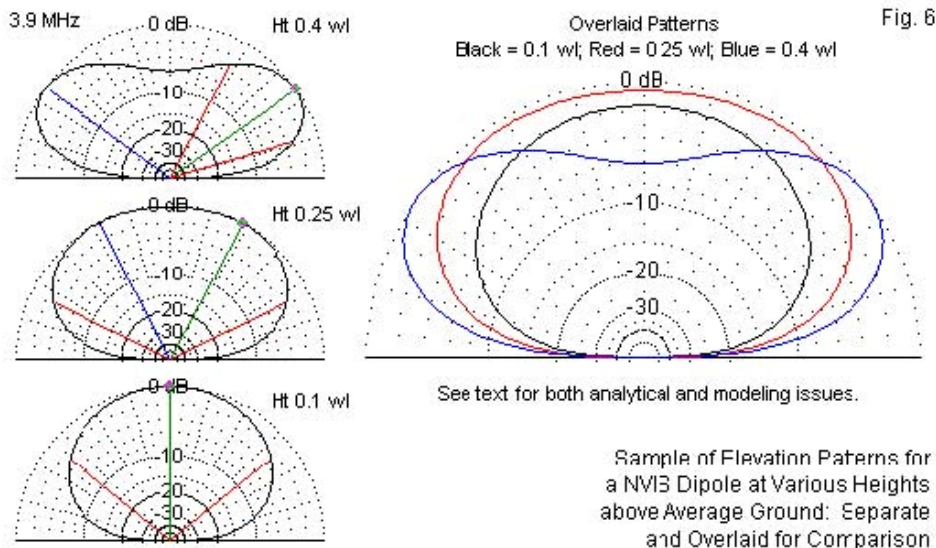 3.9 MHz
0 dB
Ht 0.4 wl
-10
-20
-30
0 dB
Ht 0.25 wl
-10
-20
-30
0 dB
Ht 0.1 wl
-10
-20
-30
Fig. 6
Overlaid Patterns
Black = 0.1 wl; Red = 0.25 wl; Blue = 0.4 wl
0 dB
-10
-20
-30
See text for both analytical and modeling issues.
Sample of Elevation Patterns for
a NVIS Dipole at Various Heights
above Average Ground: Separate
and Overlaid for Comparison